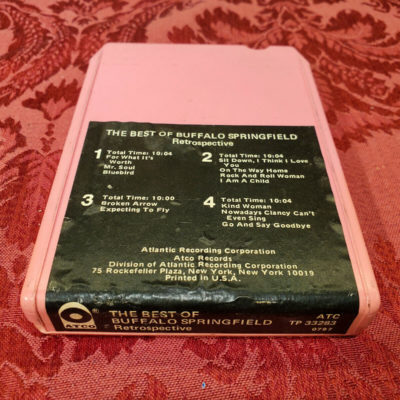 THE BEST OF BUFFALO SPRINGFIELD
Retrospective
1 Total Time: 10:04
For What It's
Worth
Mr. Soul
Bluebird
2 Total Time: 10:04
Sit Down, I Think I Love
You
On The Way Home
Rock And Roll Woman
I Am A Child
3 Total Time: 10:00
Broken Arrow
Expecting To Fly
4 Total Time: 10:04
Kind Woman
Nowadays Clancy Can't
Even Sing
Go And Say Goodbye
Atlantic Recording Corporation
Atco Records
Division of Atlantic Recording Corporation
75 Rockefeller Plaza, New York, New York 10019
Printed in U.S.A.
ATCO
THE BEST OF
BUFFALO SPRINGFIELD
Retrospective
ATC
TP 33283
0797